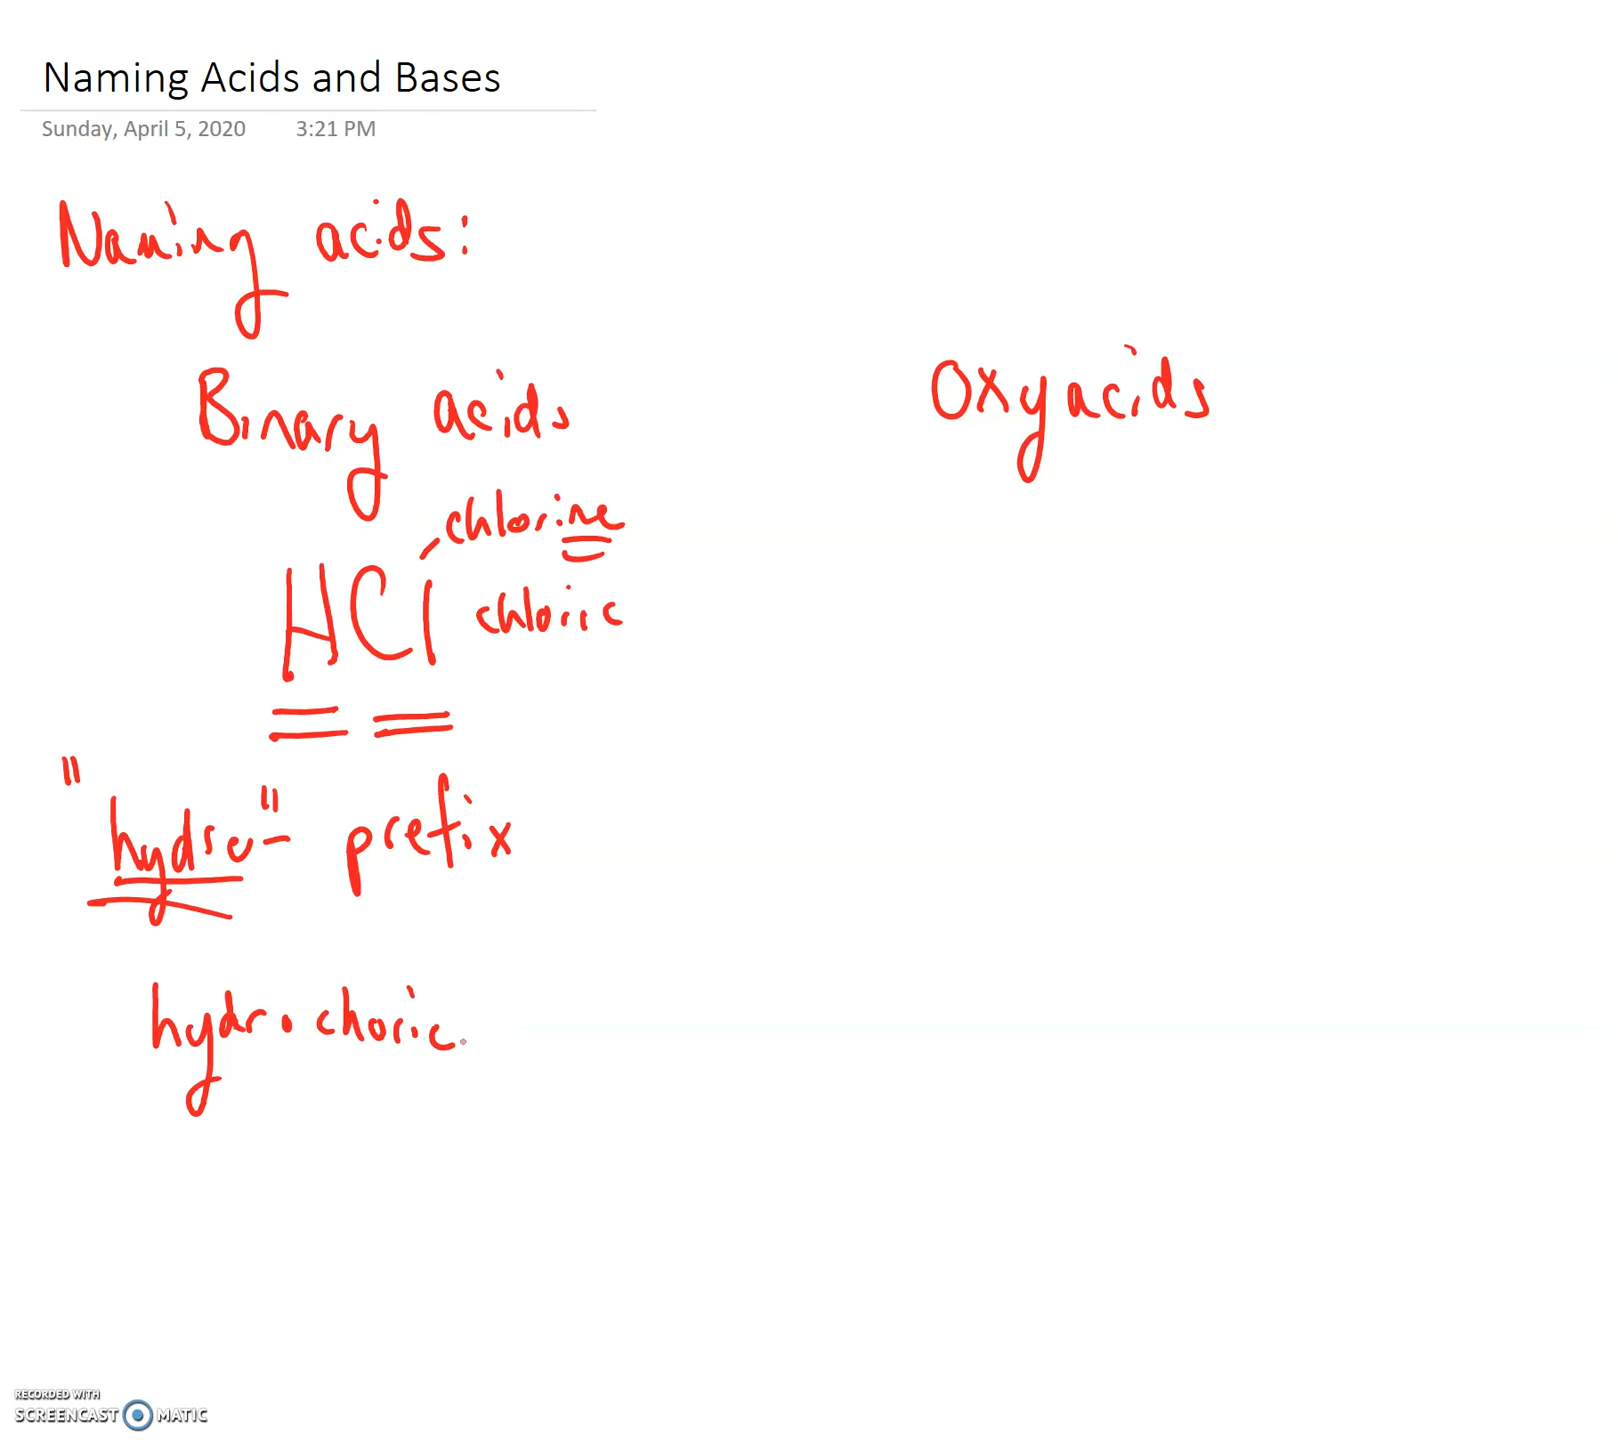 Naming Acids and Bases
Sunday, April 5, 2020 3:21 PM
Naming acids:
Binary acids
Oxyacids
chlorine
HCl chloric
"hydro-" prefix
hydrochoric
RECORDED WITH
SCREENCAST MATIC